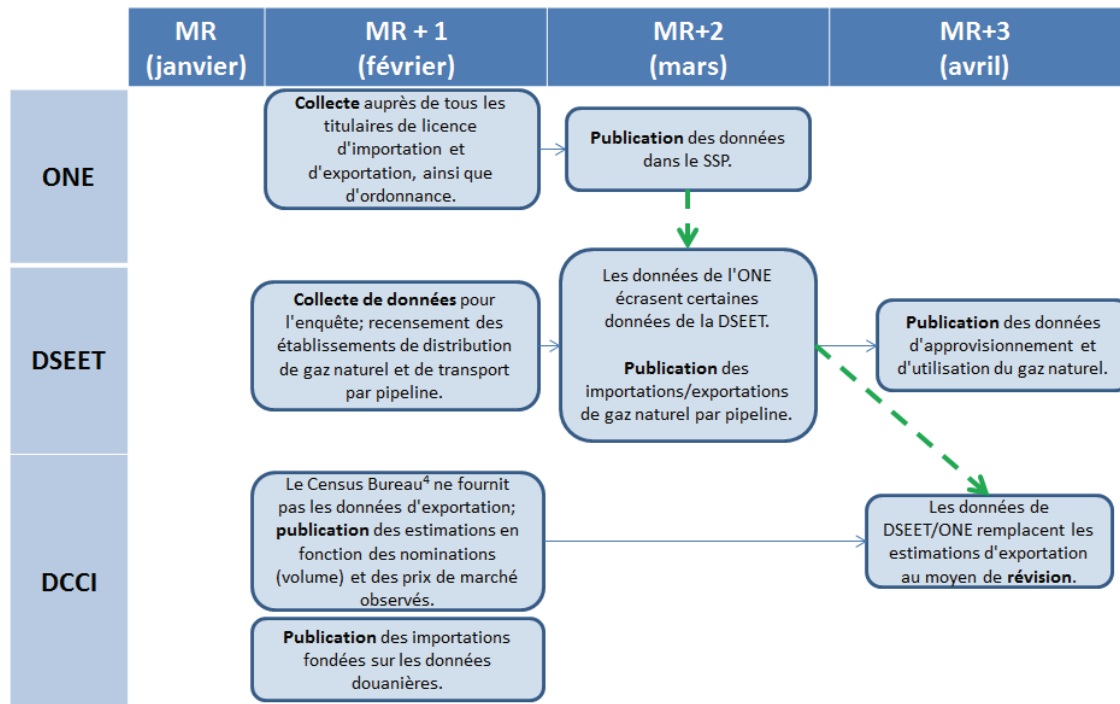 MR
(janvier)
MR + 1
(février)
MR+2
(mars)
MR+3
(avril)
ONE
Collecte auprès de tous les
titulaires de licence
d'importation et
d'exportation, ainsi que
d'ordonnance.
Publication des données
dans le SSP.
DSEET
Collecte de données pour
l'enquête; recensement des
établissements de distribution
de gaz naturel et de transport
par pipeline.
Les données de l'ONE
écrasent certaines
données de la DSEET.
Publication des
importations/exportations
de gaz naturel par pipeline.
Publication des données
d'approvisionnement et
d'utilisation du gaz naturel.
DCCI
Le Census Bureau⁴ ne fournit
pas les données d'exportation;
publication des estimations en
fonction des nominations
(volume) et des prix de marché
observés.
Les données de
DSEET/ONE remplacent les
estimations d'exportation
au moyen de révision.
Publication des importations
fondées sur les données
douanières.